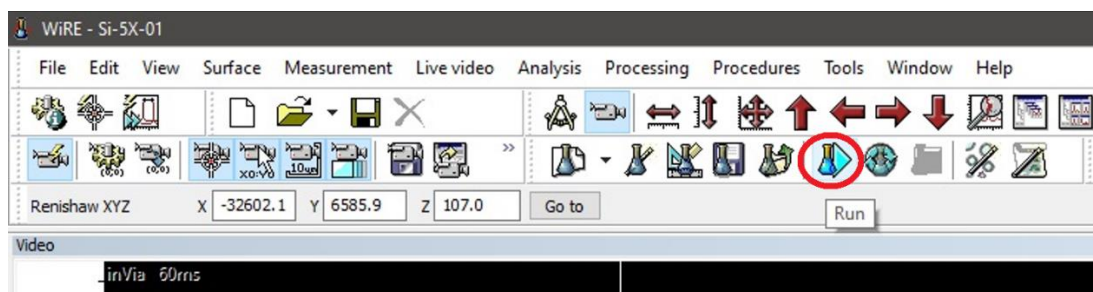 WiRE - Si-5X-01
File Edit View Surface Measurement Live video Analysis Processing Procedures Tools Window Help
Renishaw XYZ X -32602.1 Y 6585.9 Z 107.0 Go to
Run
Video
inVia 60ms